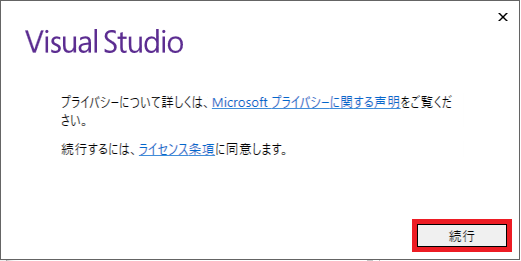 Visual Studio
プライバシーについて詳しくは、Microsoft プライバシーに関する声明をご覧くだ
さい。
続行するには、ライセンス条項に同意します。
続行